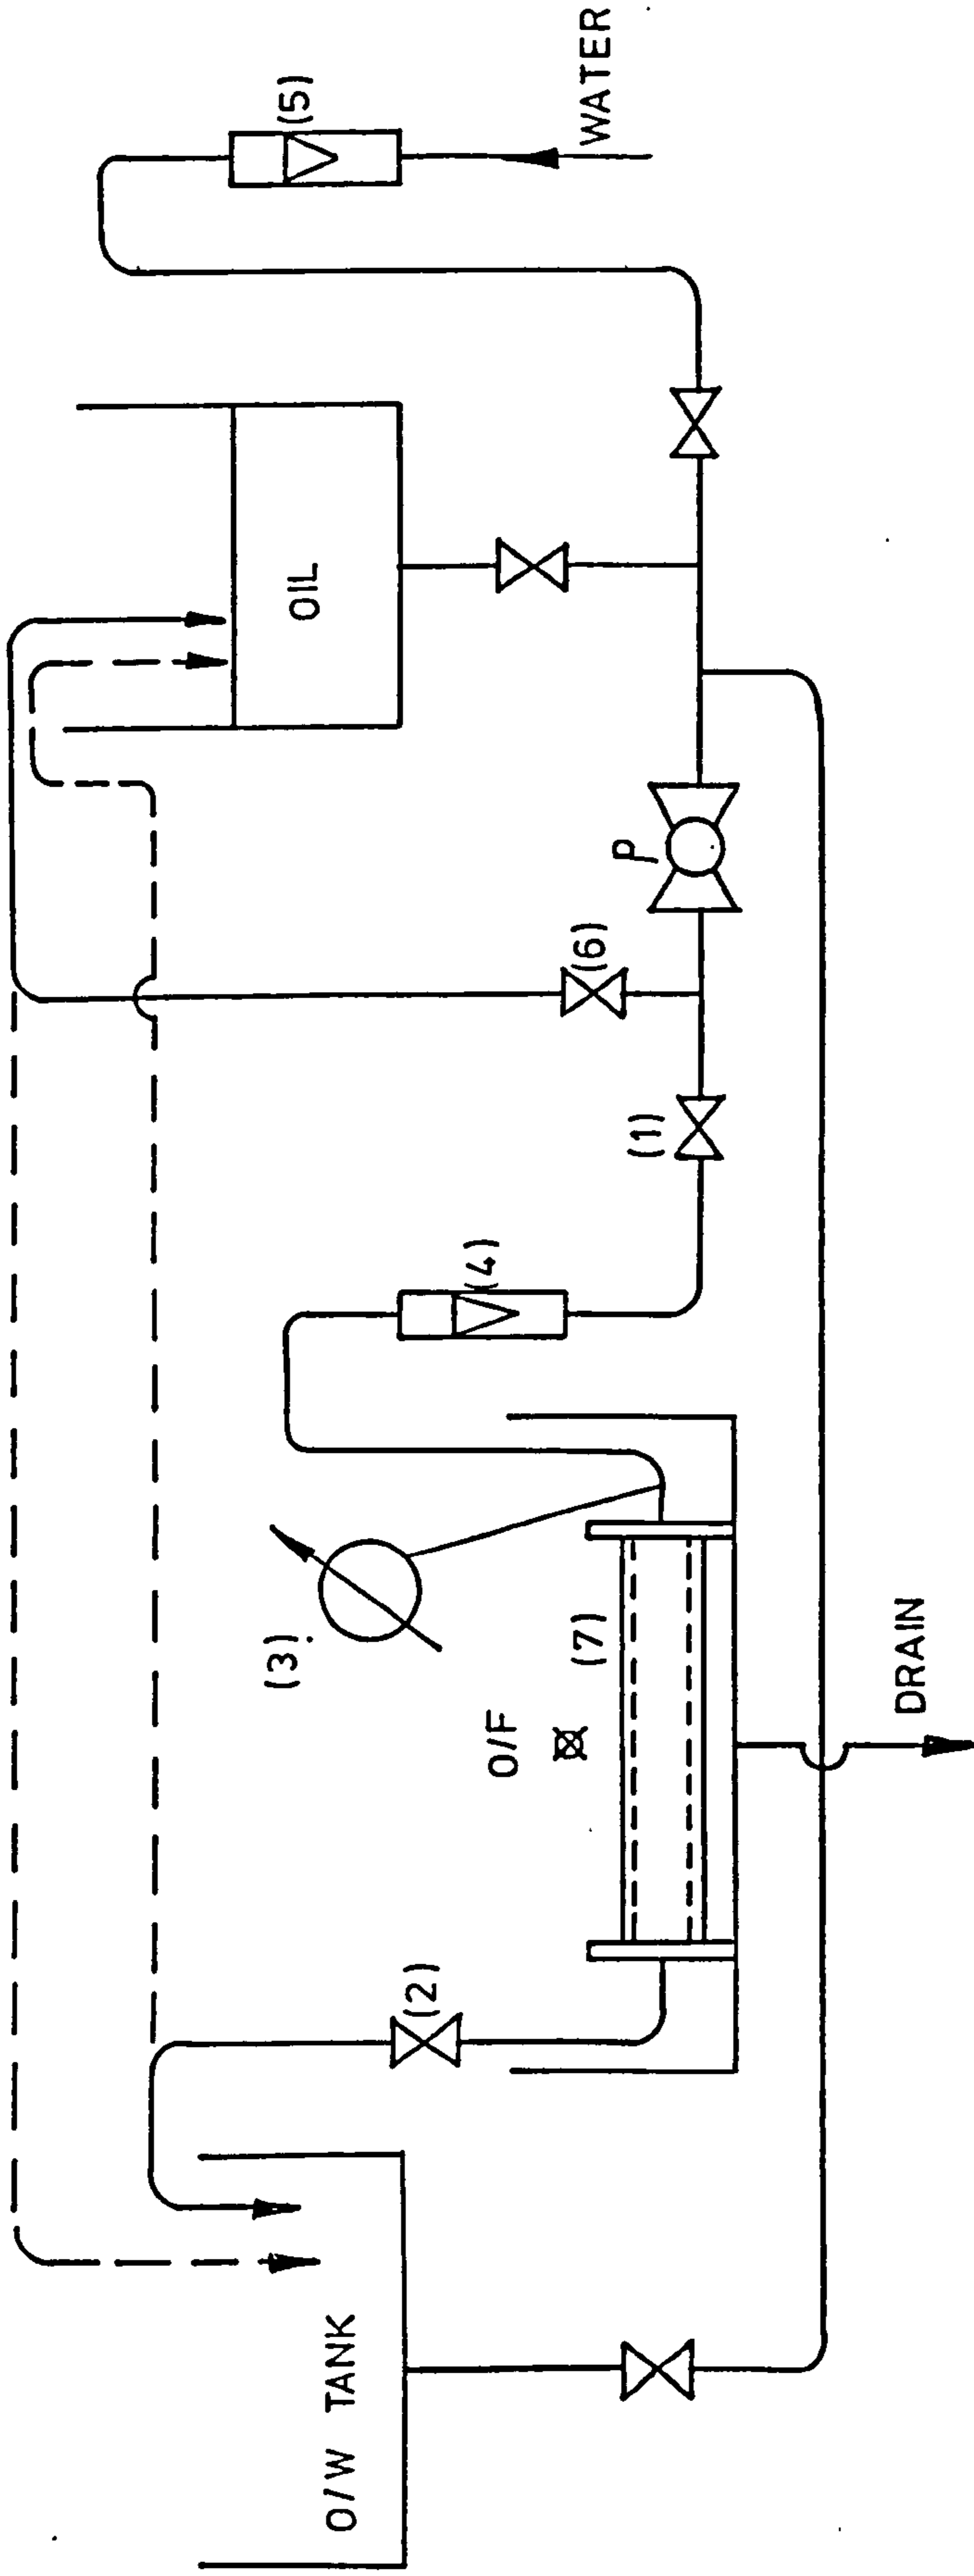 O/W TANK
(2)
O/F
(7)
(3)
DRAIN
(4)
(1)
(6)
P
OIL
(5)
WATER